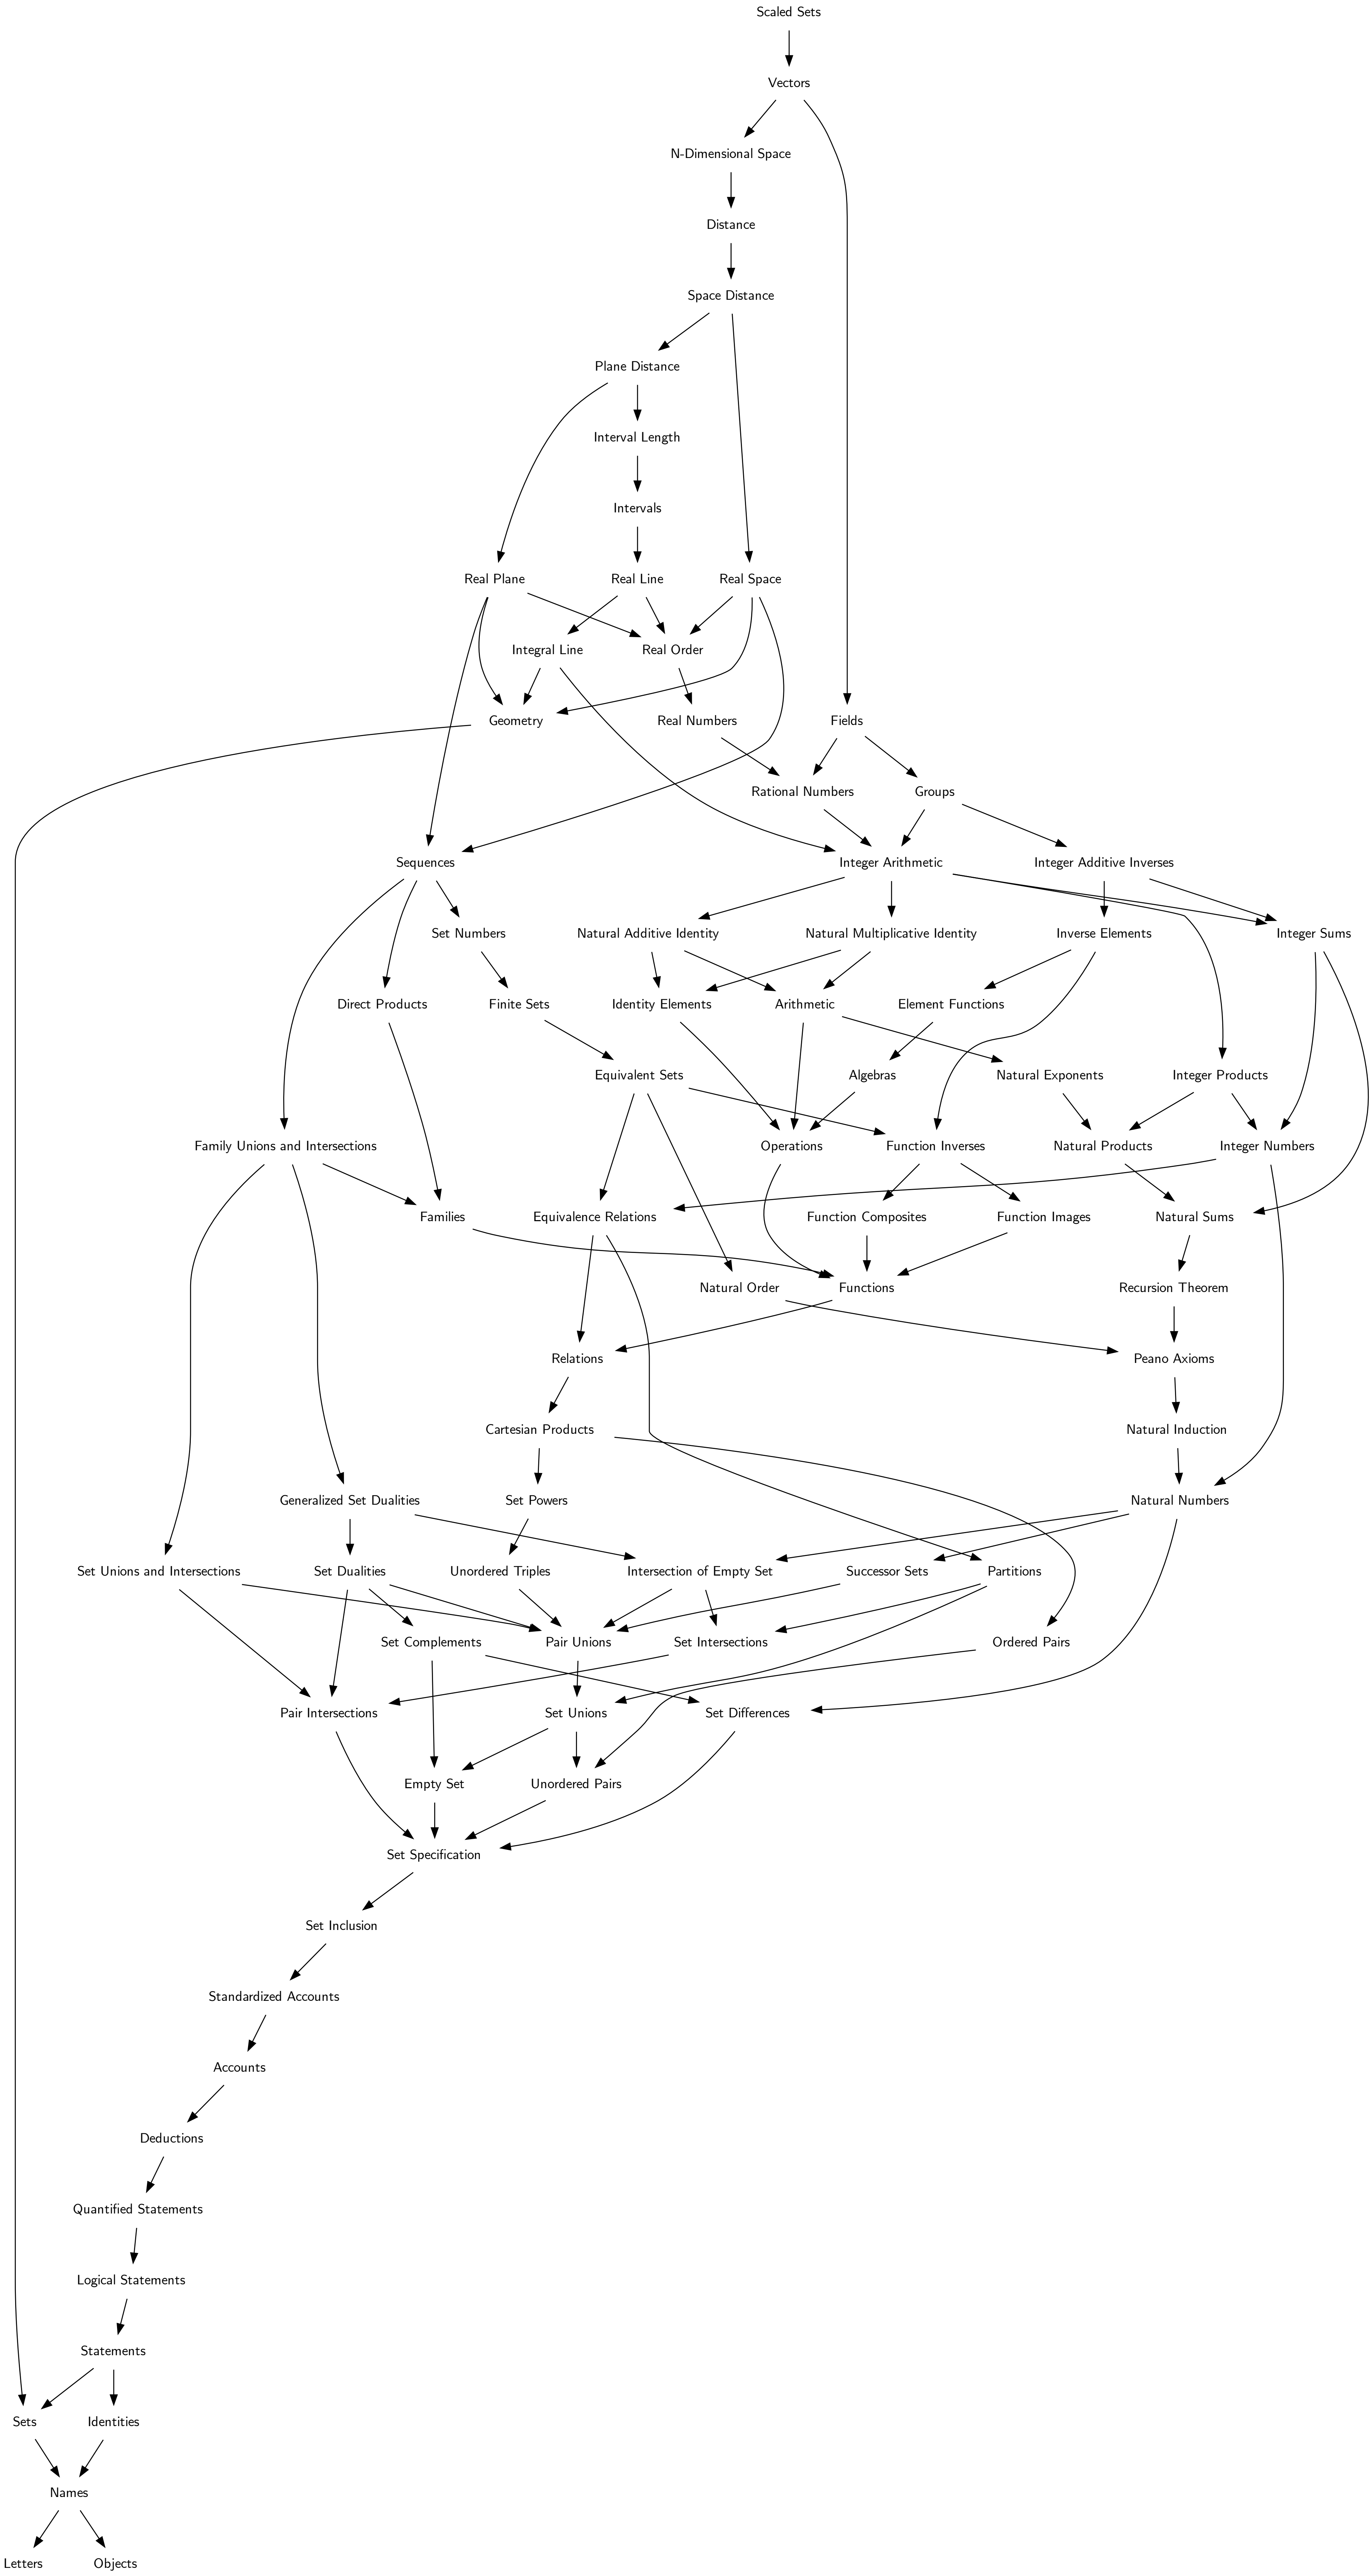 Scaled Sets
Vectors
N-Dimensional Space
Distance
Space Distance
Plane Distance
Interval Length
Intervals
Real Plane
Real Line
Real Space
Integral Line
Real Order
Geometry
Real Numbers
Fields
Rational Numbers
Groups
Sequences
Integer Arithmetic
Integer Additive Inverses
Set Numbers
Natural Additive Identity
Natural Multiplicative Identity
Inverse Elements
Integer Sums
Direct Products
Finite Sets
Identity Elements
Arithmetic
Element Functions
Equivalent Sets
Algebras
Natural Exponents
Integer Products
Family Unions and Intersections
Operations
Function Inverses
Natural Products
Integer Numbers
Families
Equivalence Relations
Function Composites
Function Images
Natural Sums
Natural Order
Functions
Recursion Theorem
Relations
Peano Axioms
Cartesian Products
Natural Induction
Generalized Set Dualities
Set Powers
Natural Numbers
Set Unions and Intersections
Set Dualities
Unordered Triples
Intersection of Empty Set
Successor Sets
Partitions
Set Complements
Pair Unions
Set Intersections
Ordered Pairs
Pair Intersections
Set Unions
Set Differences
Empty Set
Unordered Pairs
Set Specification
Set Inclusion
Standardized Accounts
Accounts
Deductions
Quantified Statements
Logical Statements
Statements
Sets
Identities
Names
Letters
Objects